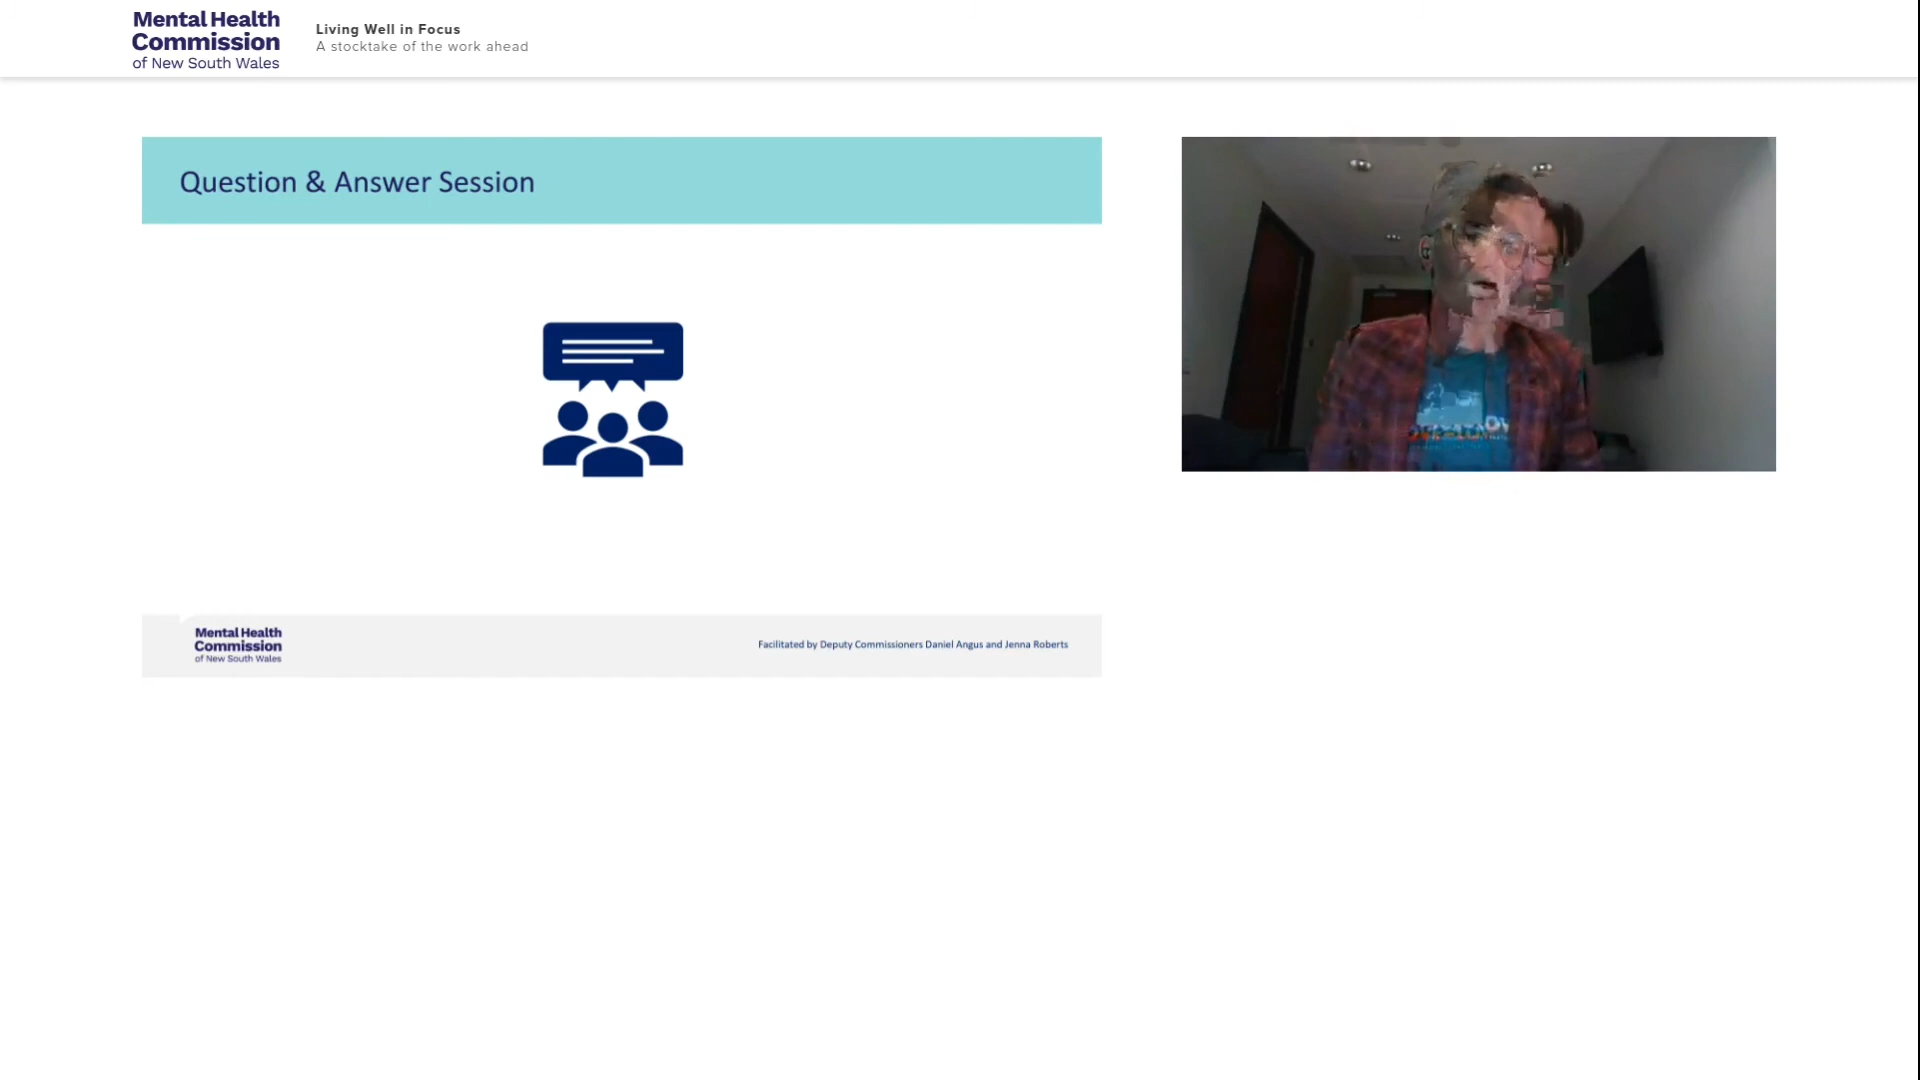 Mental Health
Commission
of New South Wales
Living Well in Focus
A stocktake of the work ahead
Question & Answer Session
Mental Health
Commission
of New South Wales
Facilitated by Deputy Commissioners Daniel Angus and Jenna Roberts